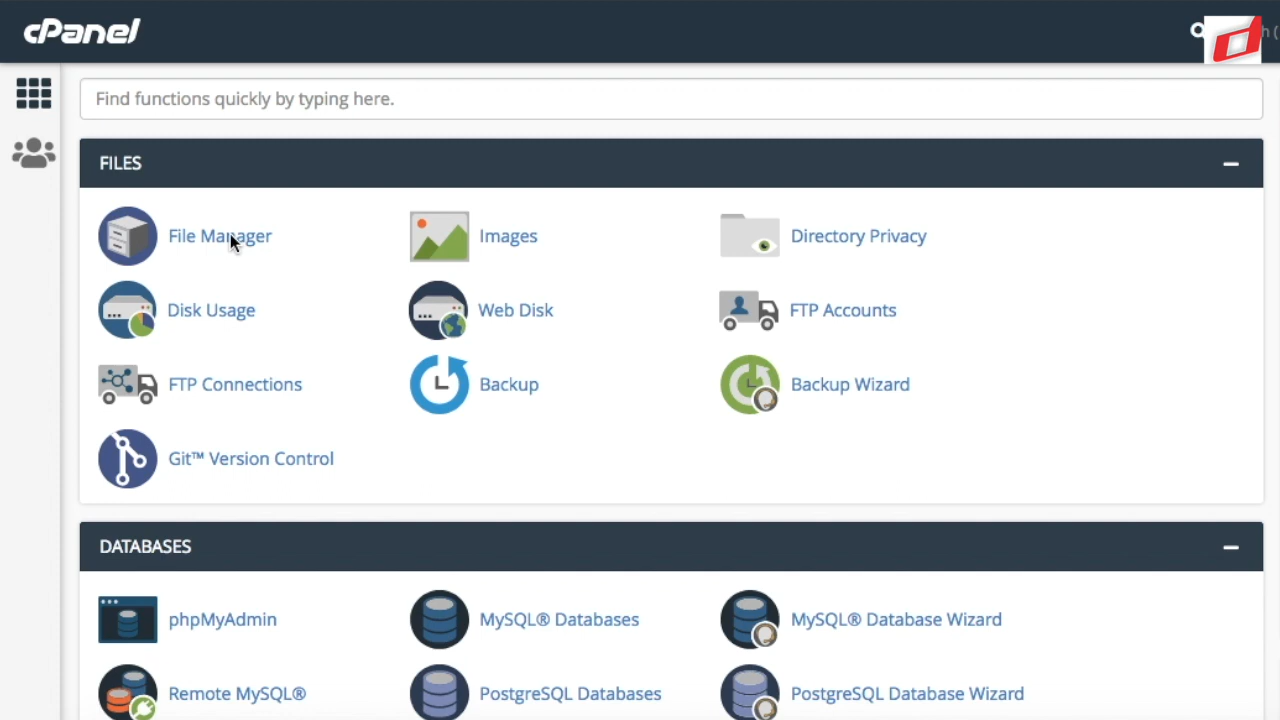 cPanel
h (
Find functions quickly by typing here.
FILES
File Manager
Images
Directory Privacy
Disk Usage
Web Disk
FTP Accounts
FTP Connections
Backup
Backup Wizard
Git™ Version Control
DATABASES
phpMyAdmin
MySQL® Databases
MySQL® Database Wizard
Remote MySQL®
PostgreSQL Databases
PostgreSQL Database Wizard